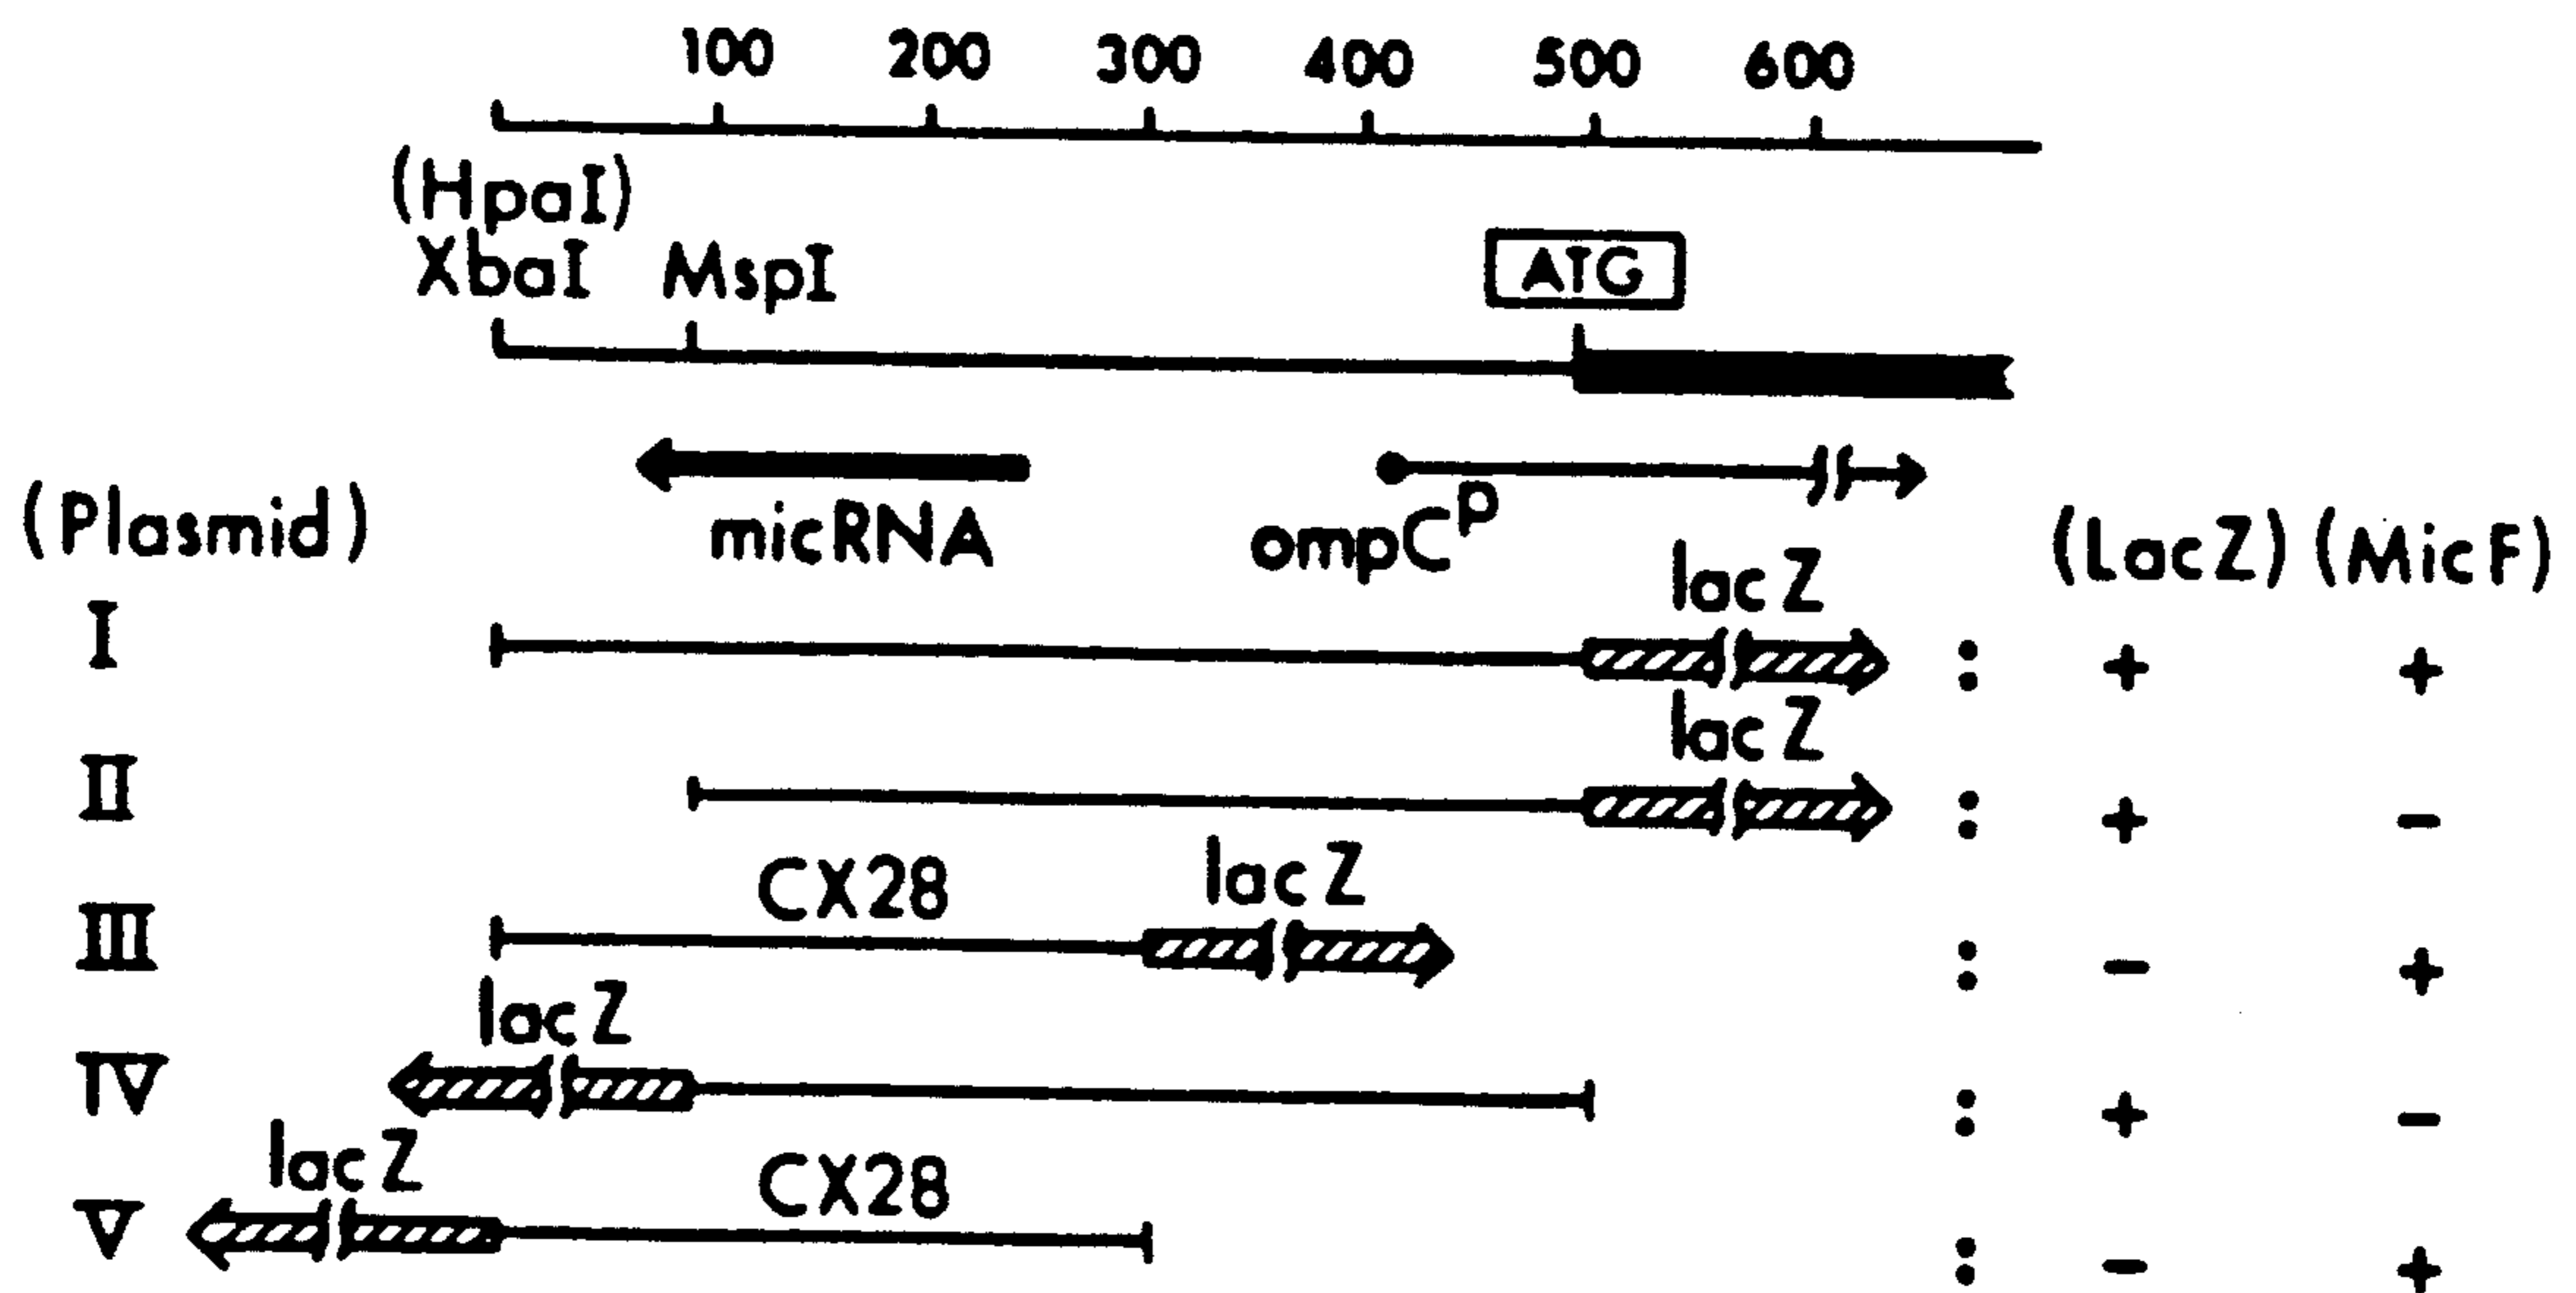 100 200 300 400 500 600
(HpaI)
XbaI MspI ATG
micRNA ompCᵖ
(Plasmid) (LacZ) (MicF)
lacZ
I : + +
lacZ
II : + -
CX28 lacZ
III : - +
lacZ
IV : + -
lacZ CX28
V : - +